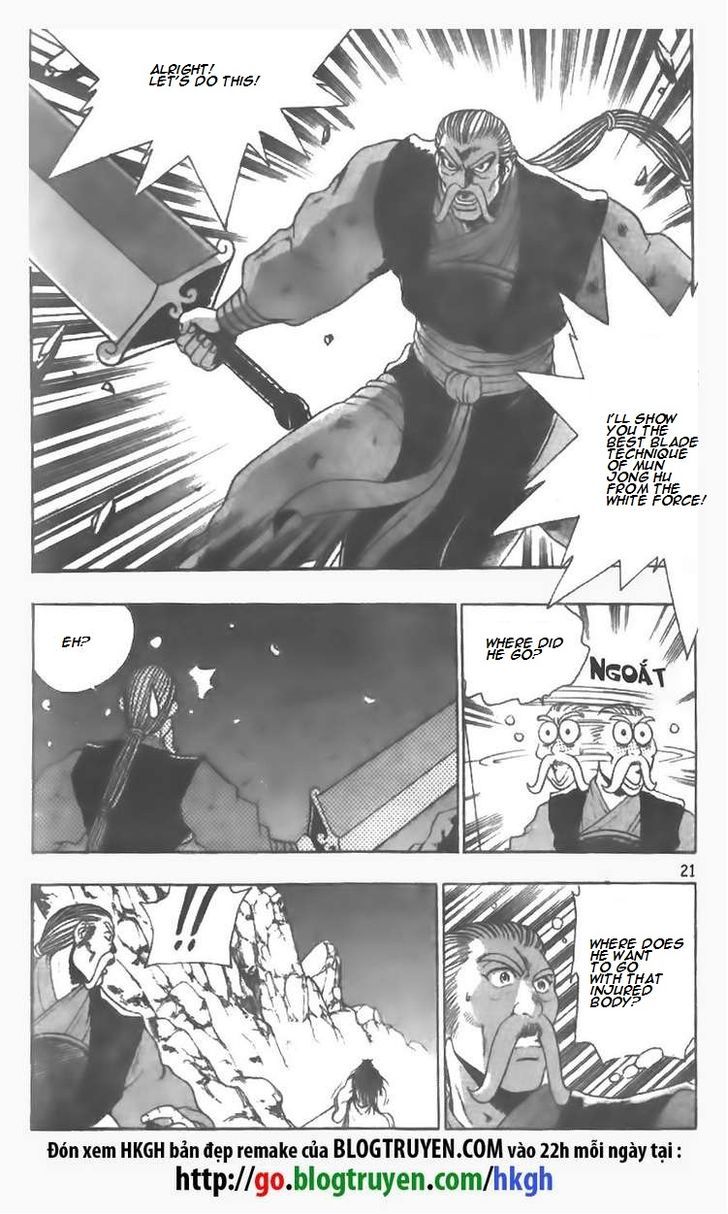 ALRIGHT!
LET'S DO THIS!
I'LL SHOW
YOU THE
BEST BLADE
TECHNIQUE
OF MUN
JONG HU
FROM THE
WHITE FORCE!
EH?
WHERE DID
HE GO?
NGOẮT
21
!!
WHERE DOES
HE WANT
TO GO
WITH THAT
INJURED
BODY?
Đón xem HKGH bản đẹp remake của BLOGTRUYEN.COM vào 22h mỗi ngày tại :
http://go.blogtruyen.com/hkgh